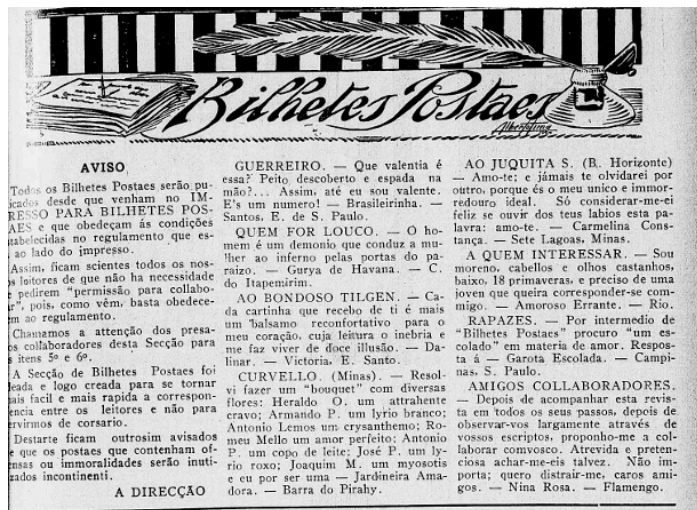 Bilhetes Postaes
AVISO
Todos os Bilhetes Postaes serão pu-
icados desde que venham no IM-
RESSO PARA BILHETES POS-
AES e que obedeçam ás condições
stabelecidas no regulamento que es-
ao lado do impresso.
Assim, ficam scientes todos os nos-
s leitores de que não ha necessidade
e pedirem "permissão para collabo-
r", pois, como vêm, basta obedece-
em ao regulamento.
Chamamos a attenção dos presa-
os collaboradores desta Secção para
s itens 5º e 6º.
A Secção de Bilhetes Postaes foi
leada e logo creada para se tornar
ais facil e mais rapida a correspon-
encia entre os leitores e não para
ervirmos de corsario.
Destarte ficam outrosim avisados
e que os postaes que contenham of-
nsas ou immoralidades serão inuti-
zados incontinenti.
A DIRECÇÃO
GUERREIRO. — Que valentia é
essa? Peito descoberto e espada na
mão?... Assim, até eu sou valente.
E's um numero! — Brasileirinha. —
Santos, E. de S. Paulo.
QUEM FOR LOUCO. — O ho-
mem é um demonio que conduz a mu-
lher ao inferno pelas portas do pa-
raizo. — Gurya de Havana. — C.
do Itapemirim.
AO BONDOSO TILGEN. — Ca-
da cartinha que recebo de ti é mais
um balsamo reconfortativo para o
meu coração, cuja leitura o inebria e
me faz viver de doce illusão. — Da-
linar. — Victoria, E. Santo.
CURVELLO. (Minas). — Resol-
vi fazer um "bouquet" com diversas
flores: Heraldo O. um attrahente
cravo; Armando P. um lyrio branco;
Antonio Lemos um crysanthemo; Ro-
meu Mello um amor perfeito; Antonio
P. um copo de leite; José P. um ly-
rio roxo; Joaquim M. um myosotis
e eu por ser uma — Jardineira Ama-
dora. — Barra do Pirahy.
AO JUQUITA S. (B. Horizonte)
— Amo-te; e jámais te olvidarei por
outro, porque és o meu unico e immor-
redouro ideal. Só considerar-me-ei
feliz se ouvir dos teus labios esta pa-
lavra: amo-te. — Carmelina Cons-
tança. — Sete Lagoas, Minas.
A QUEM INTERESSAR. — Sou
moreno, cabellos e olhos castanhos,
baixo, 18 primaveras, e preciso de uma
joven que queira corresponder-se com-
migo. — Amoroso Errante. — Rio.
RAPAZES. — Por intermedio de
"Bilhetes Postaes" procuro "um es-
colado" em materia de amor. Respos-
ta á — Garota Escolada. — Campi-
nas, S. Paulo.
AMIGOS COLLABORADORES.
— Depois de acompanhar esta revis-
ta em todos os seus passos, depois de
observar-vos largamente através de
vossos escriptos, proponho-me a col-
laborar comvosco. Atrevida e preten-
ciosa achar-me-eis talvez. Não im-
porta; quero distrair-me, caros ami-
gos. — Nina Rosa. — Flamengo.